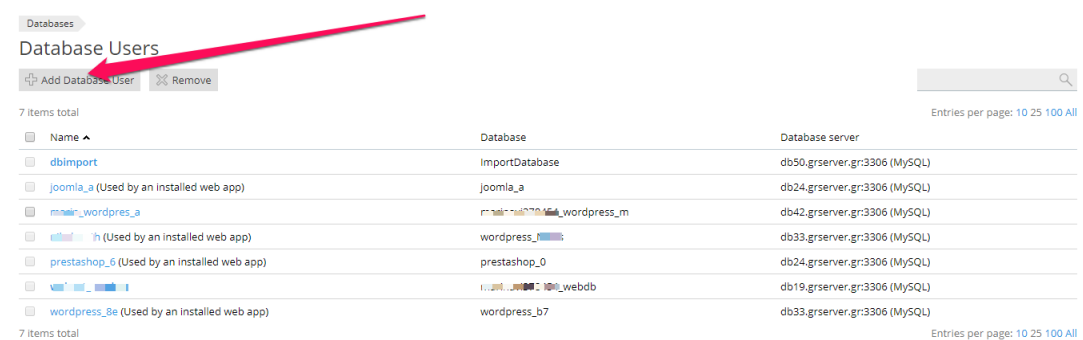 Databases
Database Users
Add Database User Remove
7 items total Entries per page: 10 25 100 All
Name Database Database server
dbimport ImportDatabase db50.grserver.gr:3306 (MySQL)
joomla_a (Used by an installed web app) joomla_a db24.grserver.gr:3306 (MySQL)
_wordpres_a _wordpress_m db42.grserver.gr:3306 (MySQL)
h (Used by an installed web app) wordpress_ db33.grserver.gr:3306 (MySQL)
prestashop_6 (Used by an installed web app) prestashop_0 db24.grserver.gr:3306 (MySQL)
_webdb db19.grserver.gr:3306 (MySQL)
wordpress_8e (Used by an installed web app) wordpress_b7 db33.grserver.gr:3306 (MySQL)
7 items total Entries per page: 10 25 100 All